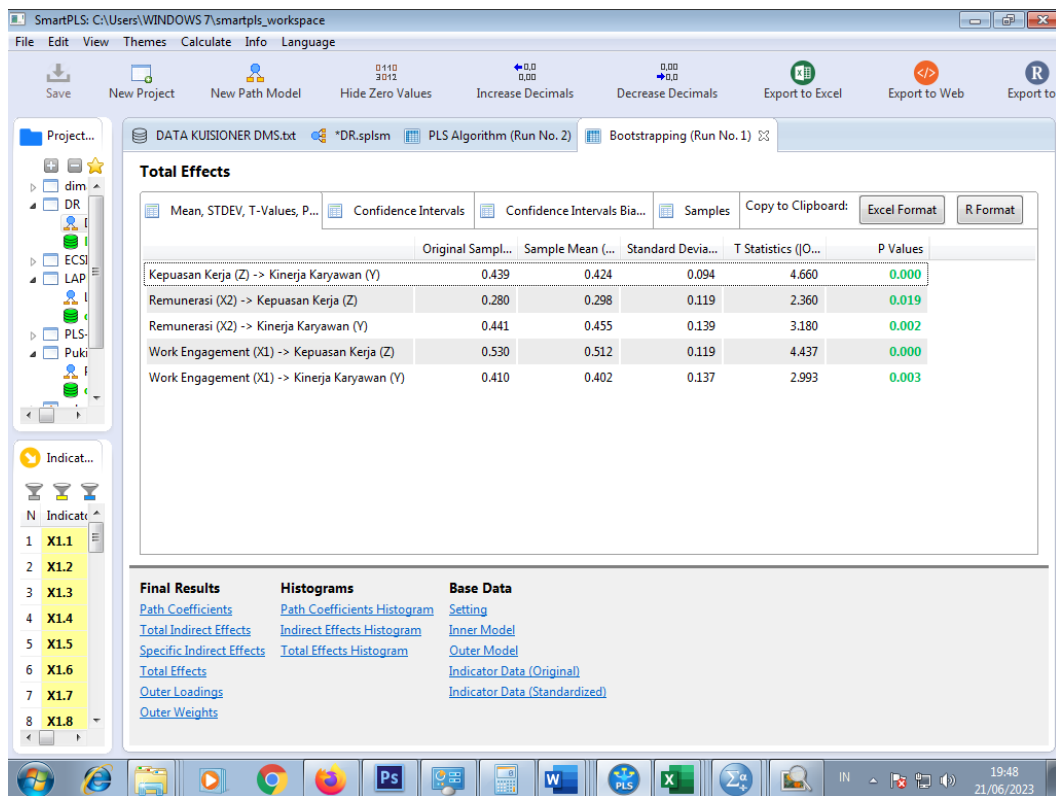 SmartPLS: C:\Users\WINDOWS 7\smartpls_workspace
File Edit View Themes Calculate Info Language
Save New Project New Path Model Hide Zero Values Increase Decimals Decrease Decimals Export to Excel Export to Web Export to
Project... DATA KUISIONER DMS.txt *DR.splsm PLS Algorithm (Run No. 2) Bootstrapping (Run No. 1)
dim
DR
ECSI
LAP
PLS-
Puki
Total Effects
Mean, STDEV, T-Values, P... Confidence Intervals Confidence Intervals Bia... Samples Copy to Clipboard: Excel Format R Format
Original Sampl... Sample Mean (... Standard Devia... T Statistics (|O... P Values
Kepuasan Kerja (Z) -> Kinerja Karyawan (Y) 0.439 0.424 0.094 4.660 0.000
Remunerasi (X2) -> Kepuasan Kerja (Z) 0.280 0.298 0.119 2.360 0.019
Remunerasi (X2) -> Kinerja Karyawan (Y) 0.441 0.455 0.139 3.180 0.002
Work Engagement (X1) -> Kepuasan Kerja (Z) 0.530 0.512 0.119 4.437 0.000
Work Engagement (X1) -> Kinerja Karyawan (Y) 0.410 0.402 0.137 2.993 0.003
Indicat...
N Indicato
1 X1.1
2 X1.2
3 X1.3
4 X1.4
5 X1.5
6 X1.6
7 X1.7
8 X1.8
Final Results Histograms Base Data
Path Coefficients Path Coefficients Histogram Setting
Total Indirect Effects Indirect Effects Histogram Inner Model
Specific Indirect Effects Total Effects Histogram Outer Model
Total Effects Indicator Data (Original)
Outer Loadings Indicator Data (Standardized)
Outer Weights
Ps W PLS X IN 19:48
21/06/2023